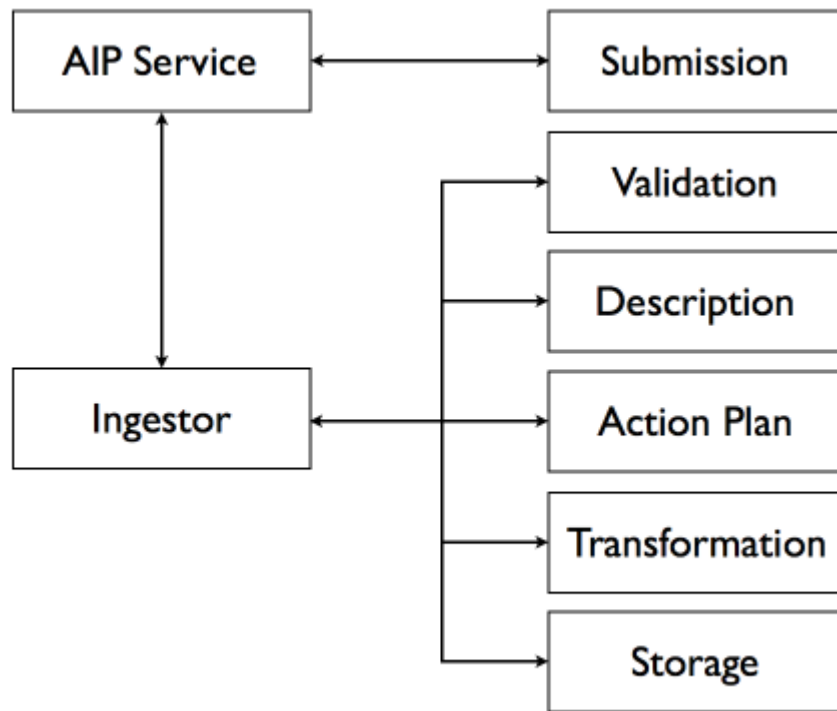 AIP Service
Submission
Validation
Description
Ingestor
Action Plan
Transformation
Storage